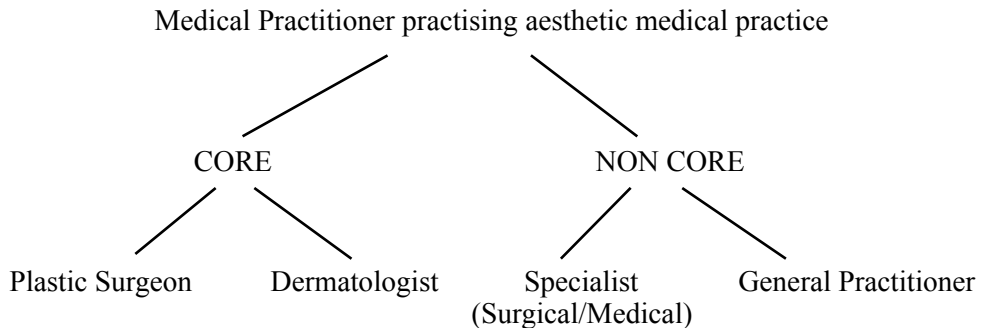 Medical Practitioner practising aesthetic medical practice
CORE
NON CORE
Plastic Surgeon
Dermatologist
Specialist
(Surgical/Medical)
General Practitioner